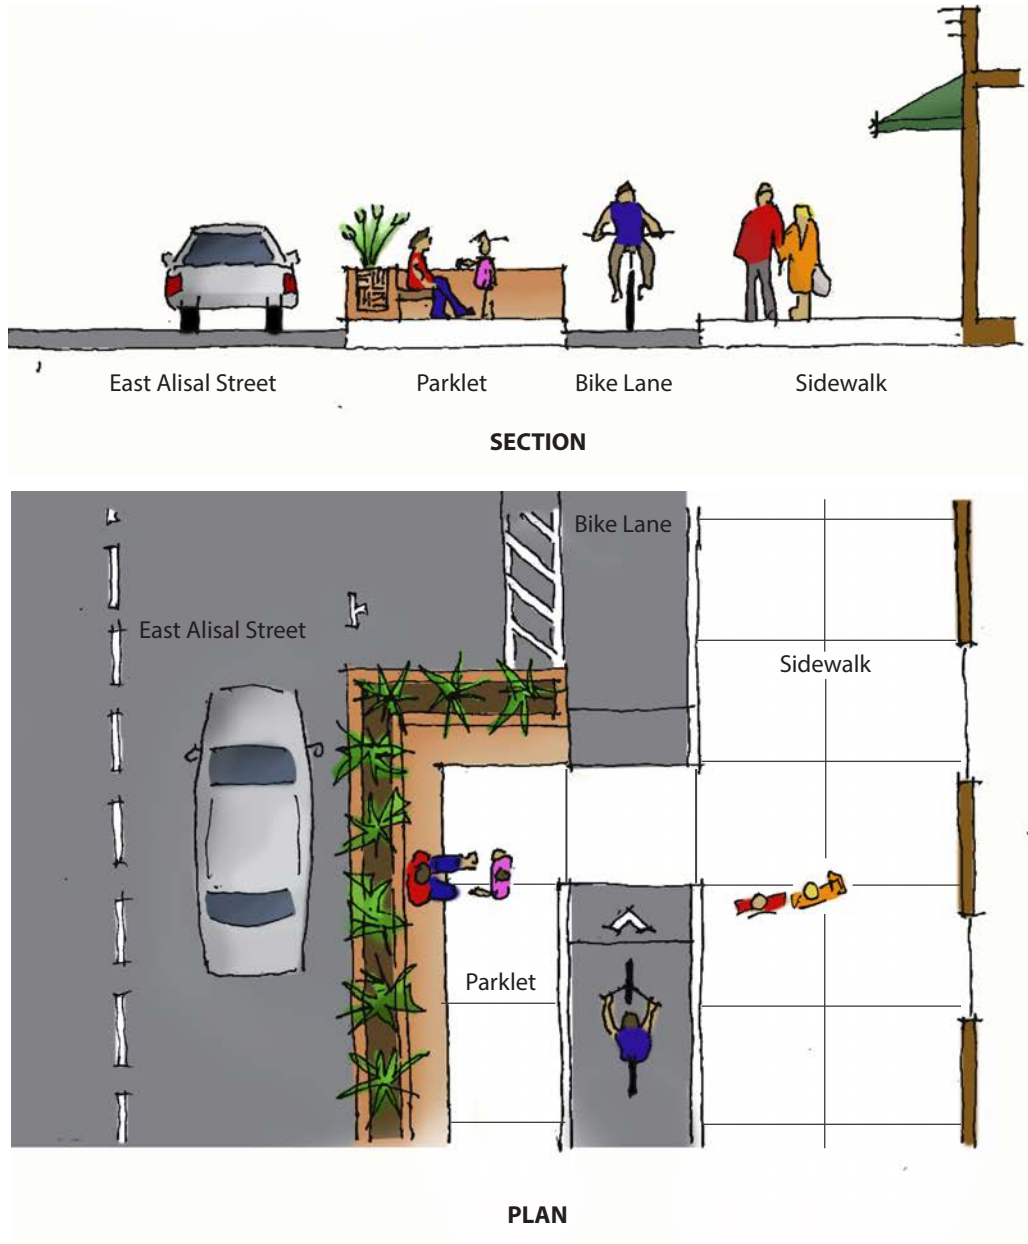 East Alisal Street
Parklet
Bike Lane
Sidewalk
SECTION
Bike Lane
East Alisal Street
Sidewalk
Parklet
PLAN